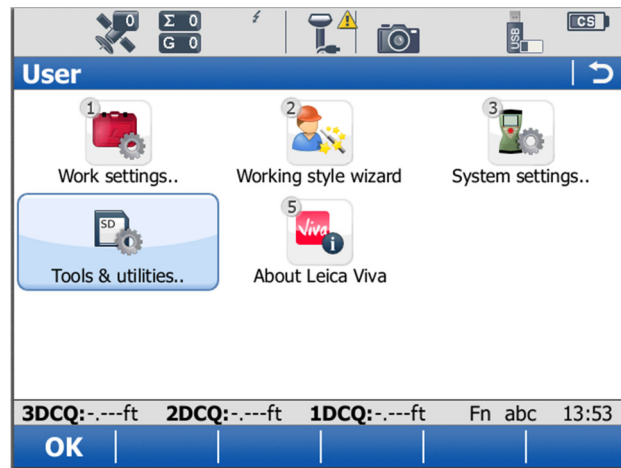 0 Σ 0
G 0
USB
CS
User
1 2 3
Work settings.. Working style wizard System settings..
SD 5 Viva
Tools & utilities.. About Leica Viva
3DCQ:-.---ft 2DCQ:-.---ft 1DCQ:-.---ft Fn abc 13:53
OK